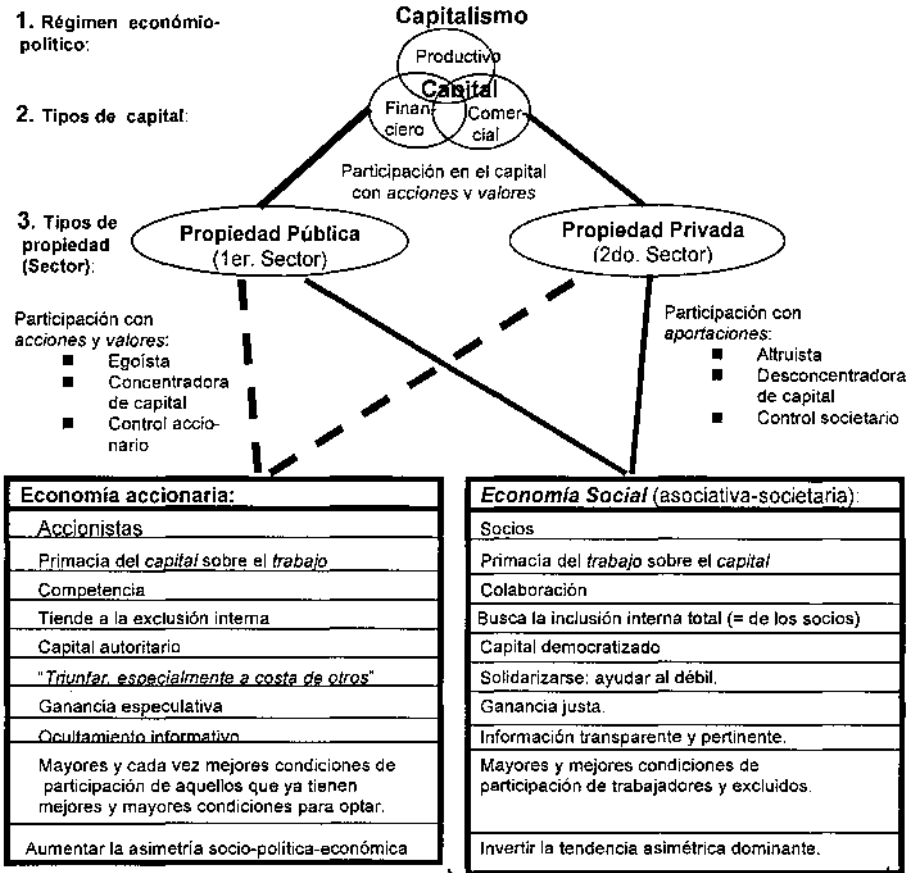 Capitalismo
1. Régimen económio-
político:
Productivo
Capital
2. Tipos de capital:
Finan-
ciero
Comer-
cial
Participación en el capital
con acciones y valores
3. Tipos de
propiedad
(Sector):
Propiedad Pública
(1er. Sector)
Propiedad Privada
(2do. Sector)
Participación con
acciones y valores:
■ Egoísta
■ Concentradora
de capital
■ Control accio-
nario
Participación con
aportaciones:
■ Altruista
■ Desconcentradora
de capital
■ Control societario
Economía accionaria:
Accionistas
Primacía del capital sobre el trabajo
Competencia
Tiende a la exclusión interna
Capital autoritario
"Triunfar, especialmente a costa de otros"
Ganancia especulativa
Ocultamiento informativo
Mayores y cada vez mejores condiciones de
participación de aquellos que ya tienen
mejores y mayores condiciones para optar.
Aumentar la asimetría socio-política-económica
Economía Social (asociativa-societaria):
Socios
Primacía del trabajo sobre el capital
Colaboración
Busca la inclusión interna total (= de los socios)
Capital democratizado
Solidarizarse: ayudar al débil.
Ganancia justa.
Información transparente y pertinente.
Mayores y mejores condiciones de
participación de trabajadores y excluidos.
Invertir la tendencia asimétrica dominante.